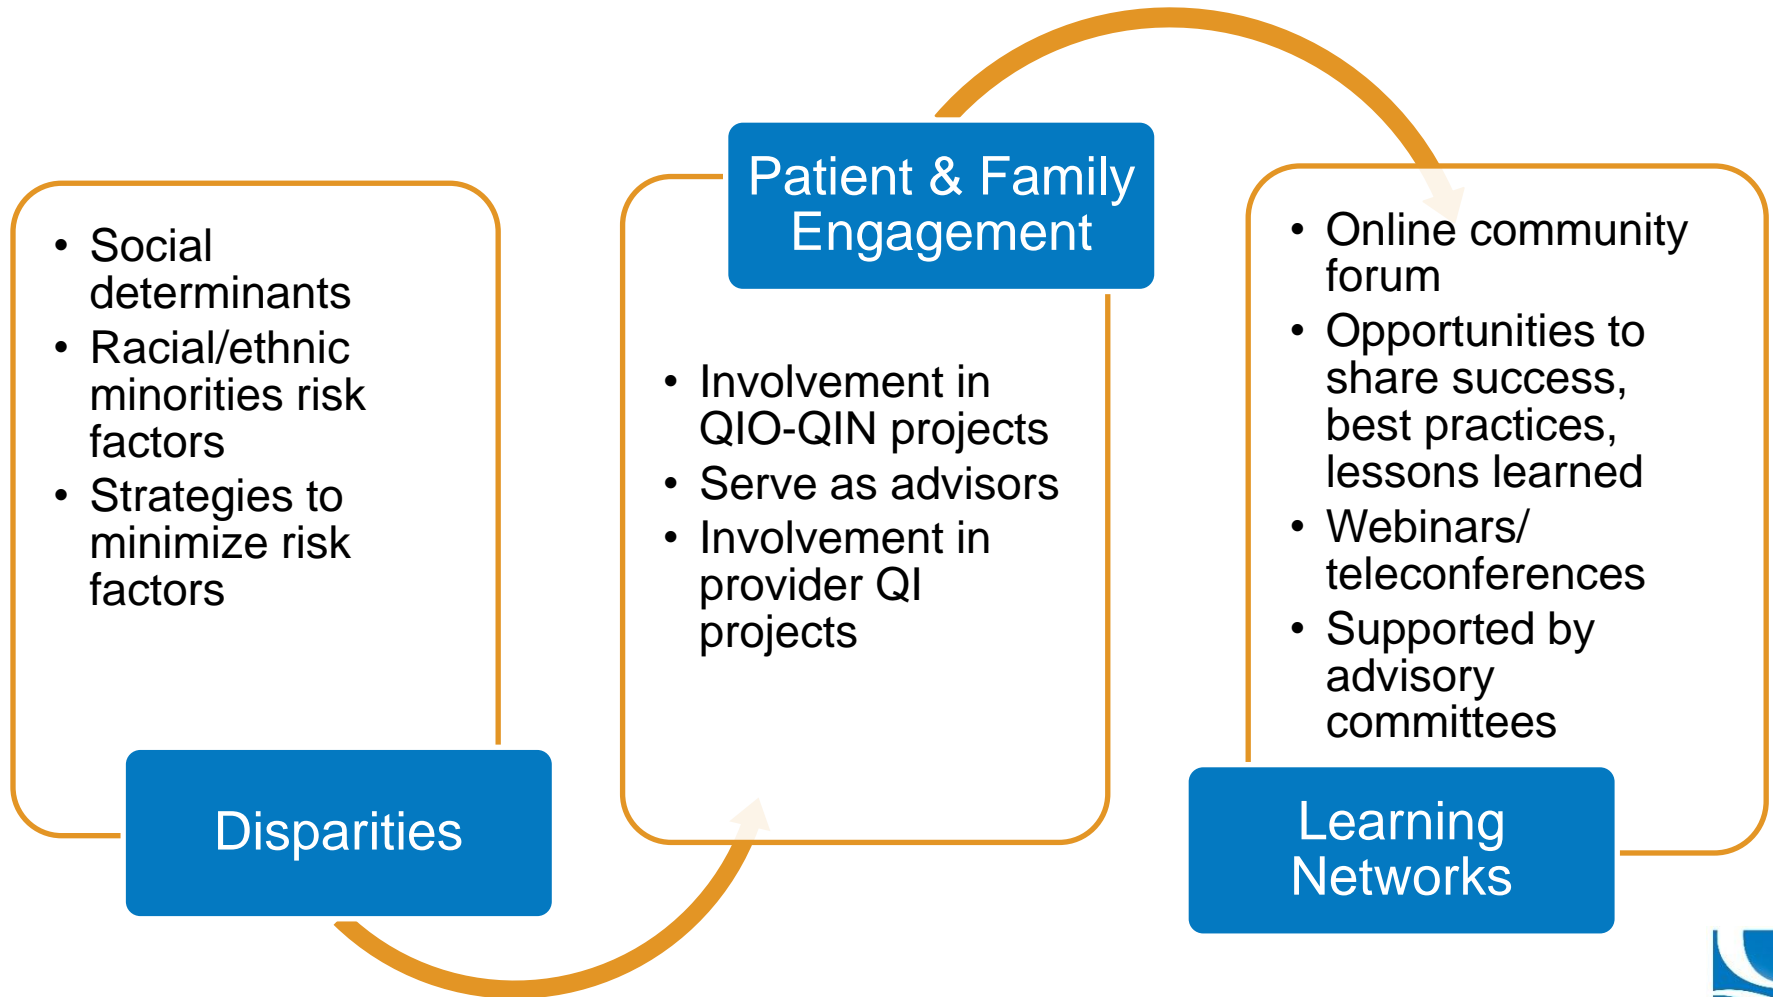 • Social
determinants
• Racial/ethnic
minorities risk
factors
• Strategies to
minimize risk
factors
Disparities
Patient & Family
Engagement
• Involvement in
QIO-QIN projects
• Serve as advisors
• Involvement in
provider QI
projects
• Online community
forum
• Opportunities to
share success,
best practices,
lessons learned
• Webinars/
teleconferences
• Supported by
advisory
committees
Learning
Networks